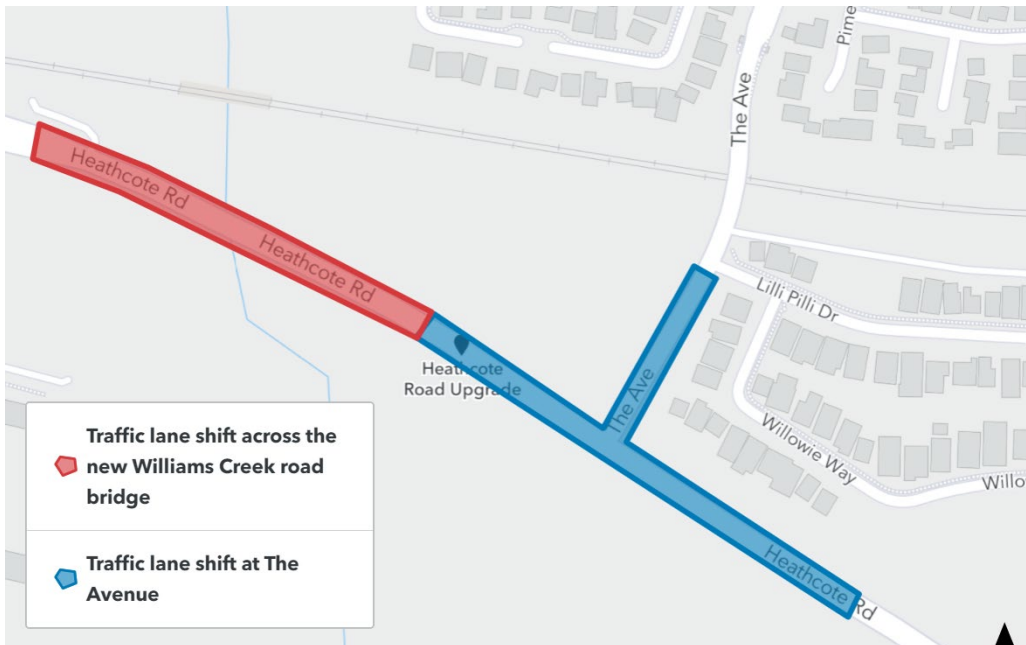 The Ave
Pime
Heathcote Rd
Heathcote Rd
Lilli Pilli Dr
Heathcote
Road Upgrade
The Ave
Willowie Way
Willo
Heathcote Rd
Traffic lane shift across the
new Williams Creek road
bridge
Traffic lane shift at The
Avenue